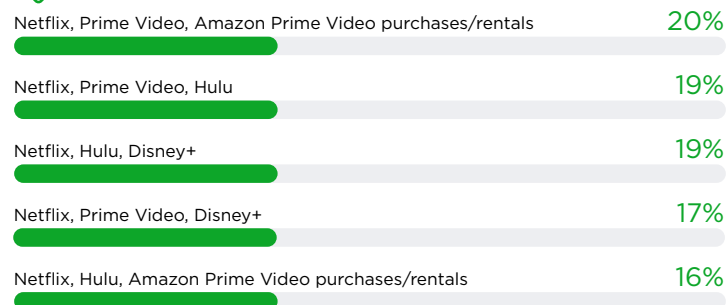 Netflix, Prime Video, Amazon Prime Video purchases/rentals 20%
Netflix, Prime Video, Hulu 19%
Netflix, Hulu, Disney+ 19%
Netflix, Prime Video, Disney+ 17%
Netflix, Hulu, Amazon Prime Video purchases/rentals 16%